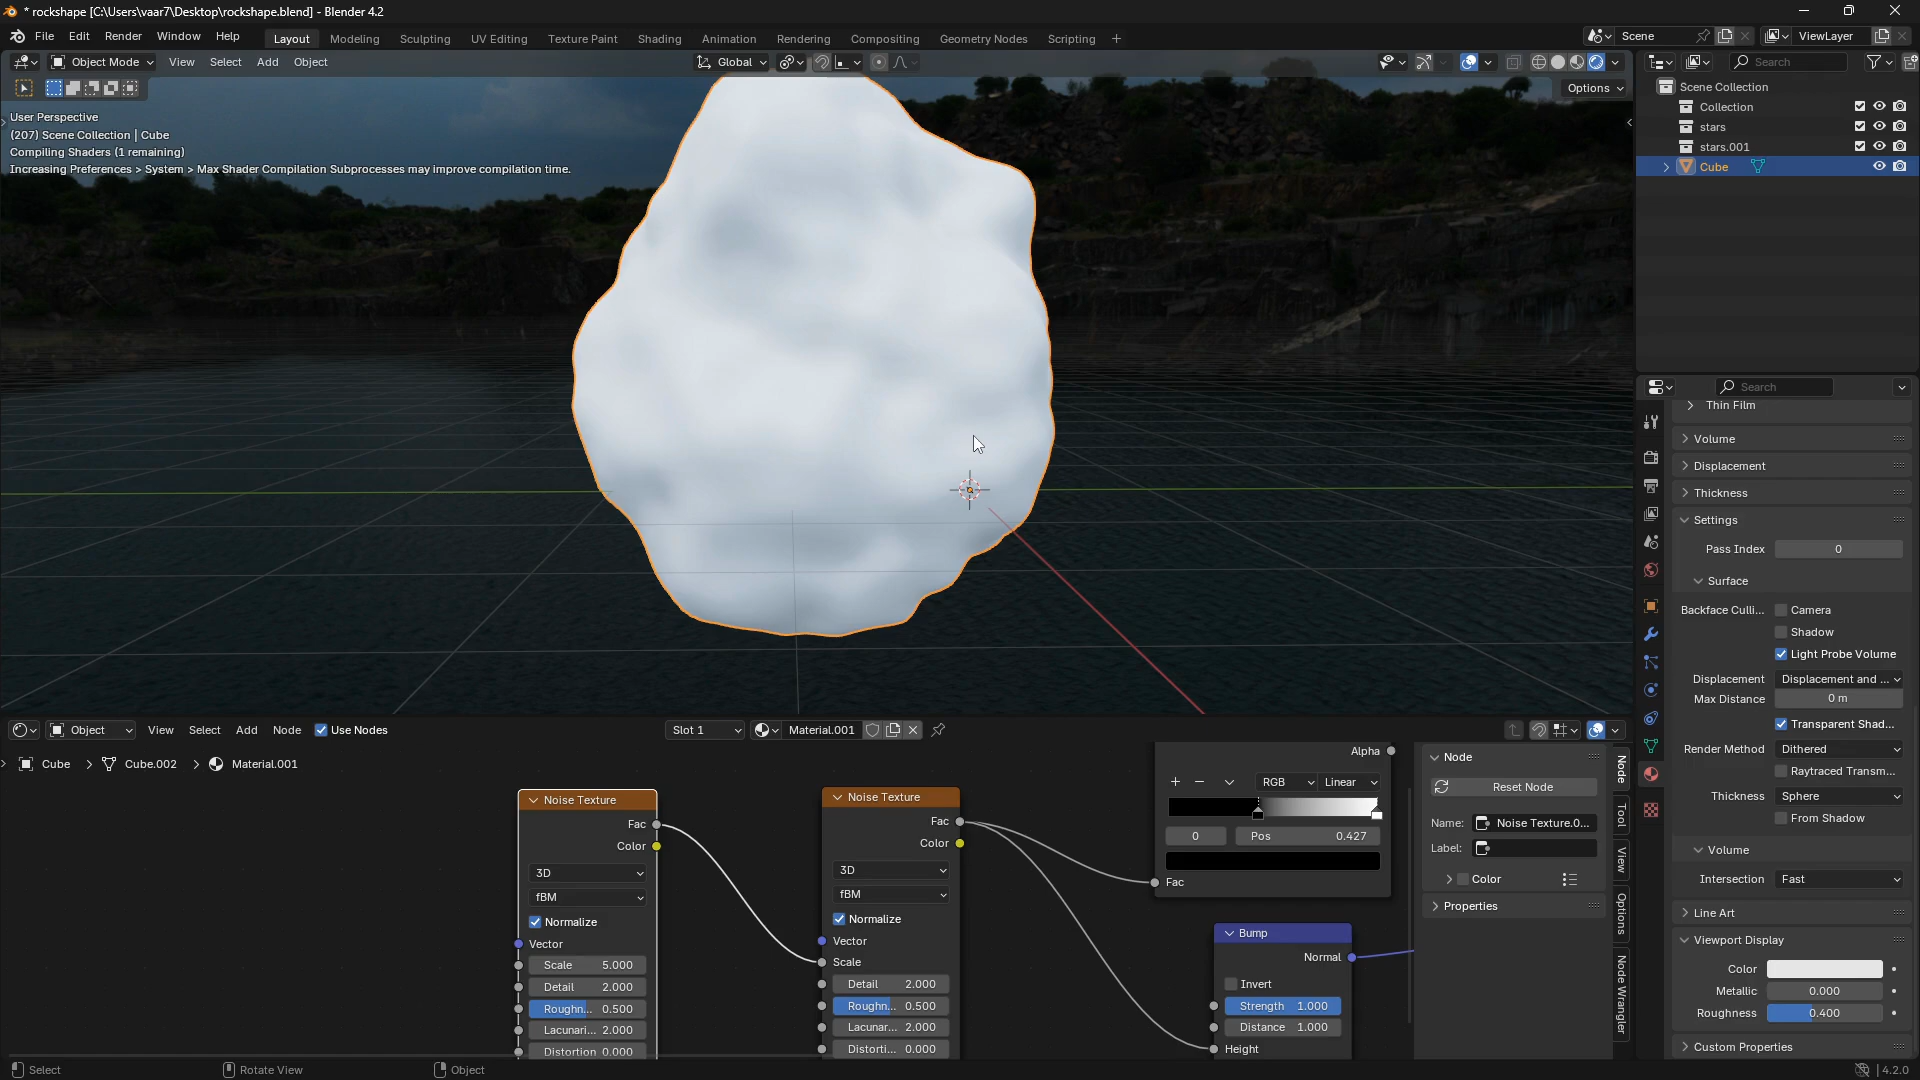 * rockshape [C:\Users\vaar7\Desktop\rockshape.blend] - Blender 4.2
File Edit Render Window Help Layout Modeling Sculpting UV Editing Texture Paint Shading Animation Rendering Compositing Geometry Nodes Scripting + Scene ViewLayer
Object Mode View Select Add Object Global Search
Options
User Perspective
(207) Scene Collection | Cube
Compiling Shaders (1 remaining)
Increasing Preferences > System > Max Shader Compilation Subprocesses may improve compilation time.
Scene Collection
Collection
stars
stars.001
Cube
Search
Thin Film
Volume
Displacement
Thickness
Settings
Pass Index 0
Surface
Backface Culli... Camera
Shadow
Light Probe Volume
Displacement Displacement and ...
Max Distance 0 m
Transparent Shad...
Render Method Dithered
Raytraced Transm...
Thickness Sphere
From Shadow
Volume
Intersection Fast
Line Art
Viewport Display
Color
Metallic 0.000
Roughness 0.400
Custom Properties
Object View Select Add Node Use Nodes Slot 1 Material.001
Cube > Cube.002 > Material.001
Noise Texture
Fac
Color
3D
fBM
Normalize
Vector
Scale 5.000
Detail 2.000
Roughn... 0.500
Lacunari... 2.000
Distortion 0.000
Noise Texture
Fac
Color
3D
fBM
Normalize
Vector
Scale
Detail 2.000
Roughn... 0.500
Lacunar... 2.000
Distorti... 0.000
Alpha
+ − RGB Linear
0 Pos 0.427
Fac
Bump
Normal
Invert
Strength 1.000
Distance 1.000
Height
Node
Reset Node
Name: Noise Texture.0...
Label:
Color
Properties
Node
Tool
View
Options
Node Wrangler
Select Rotate View Object 4.2.0